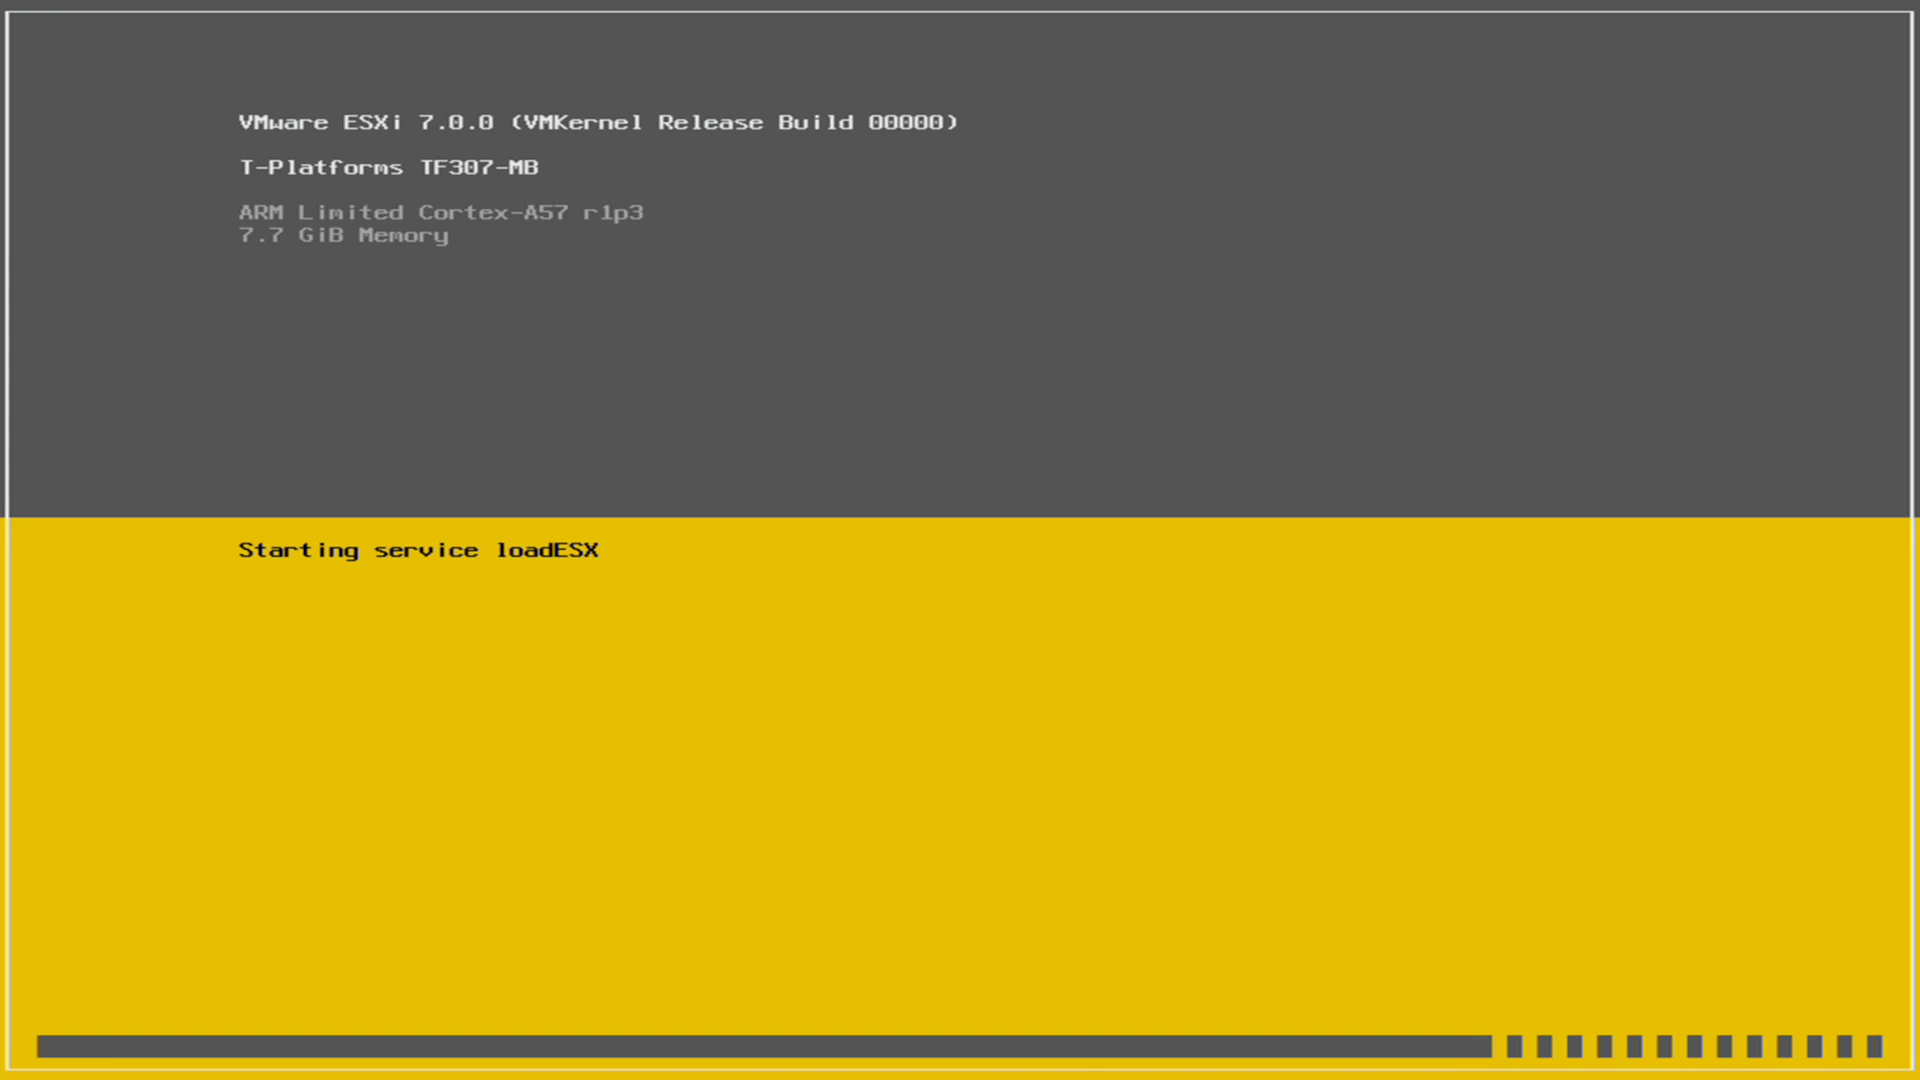 VMware ESXi 7.0.0 (VMKernel Release Build 00000)
T-Platforms TF307-MB
ARM Limited Cortex-A57 r1p3
7.7 GiB Memory
Starting service loadESX